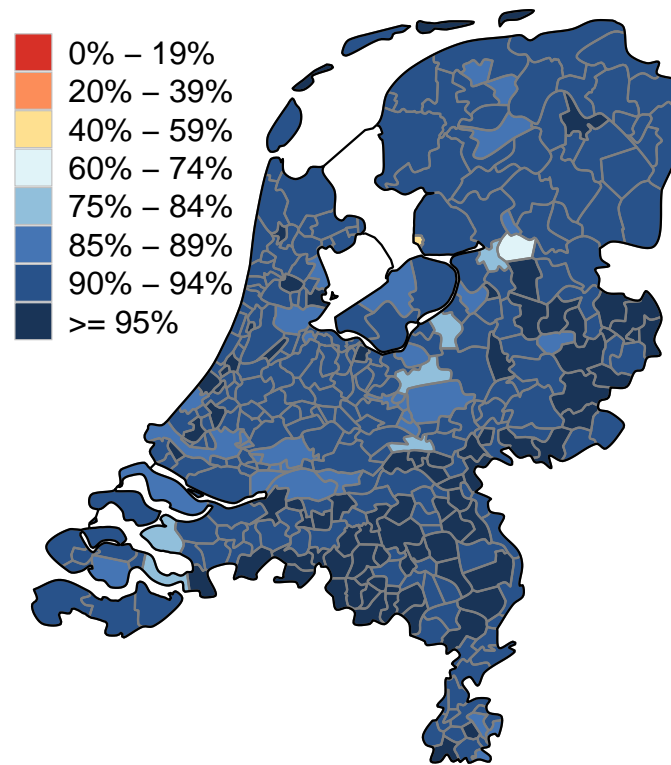 0% – 19%
20% – 39%
40% – 59%
60% – 74%
75% – 84%
85% – 89%
90% – 94%
>= 95%